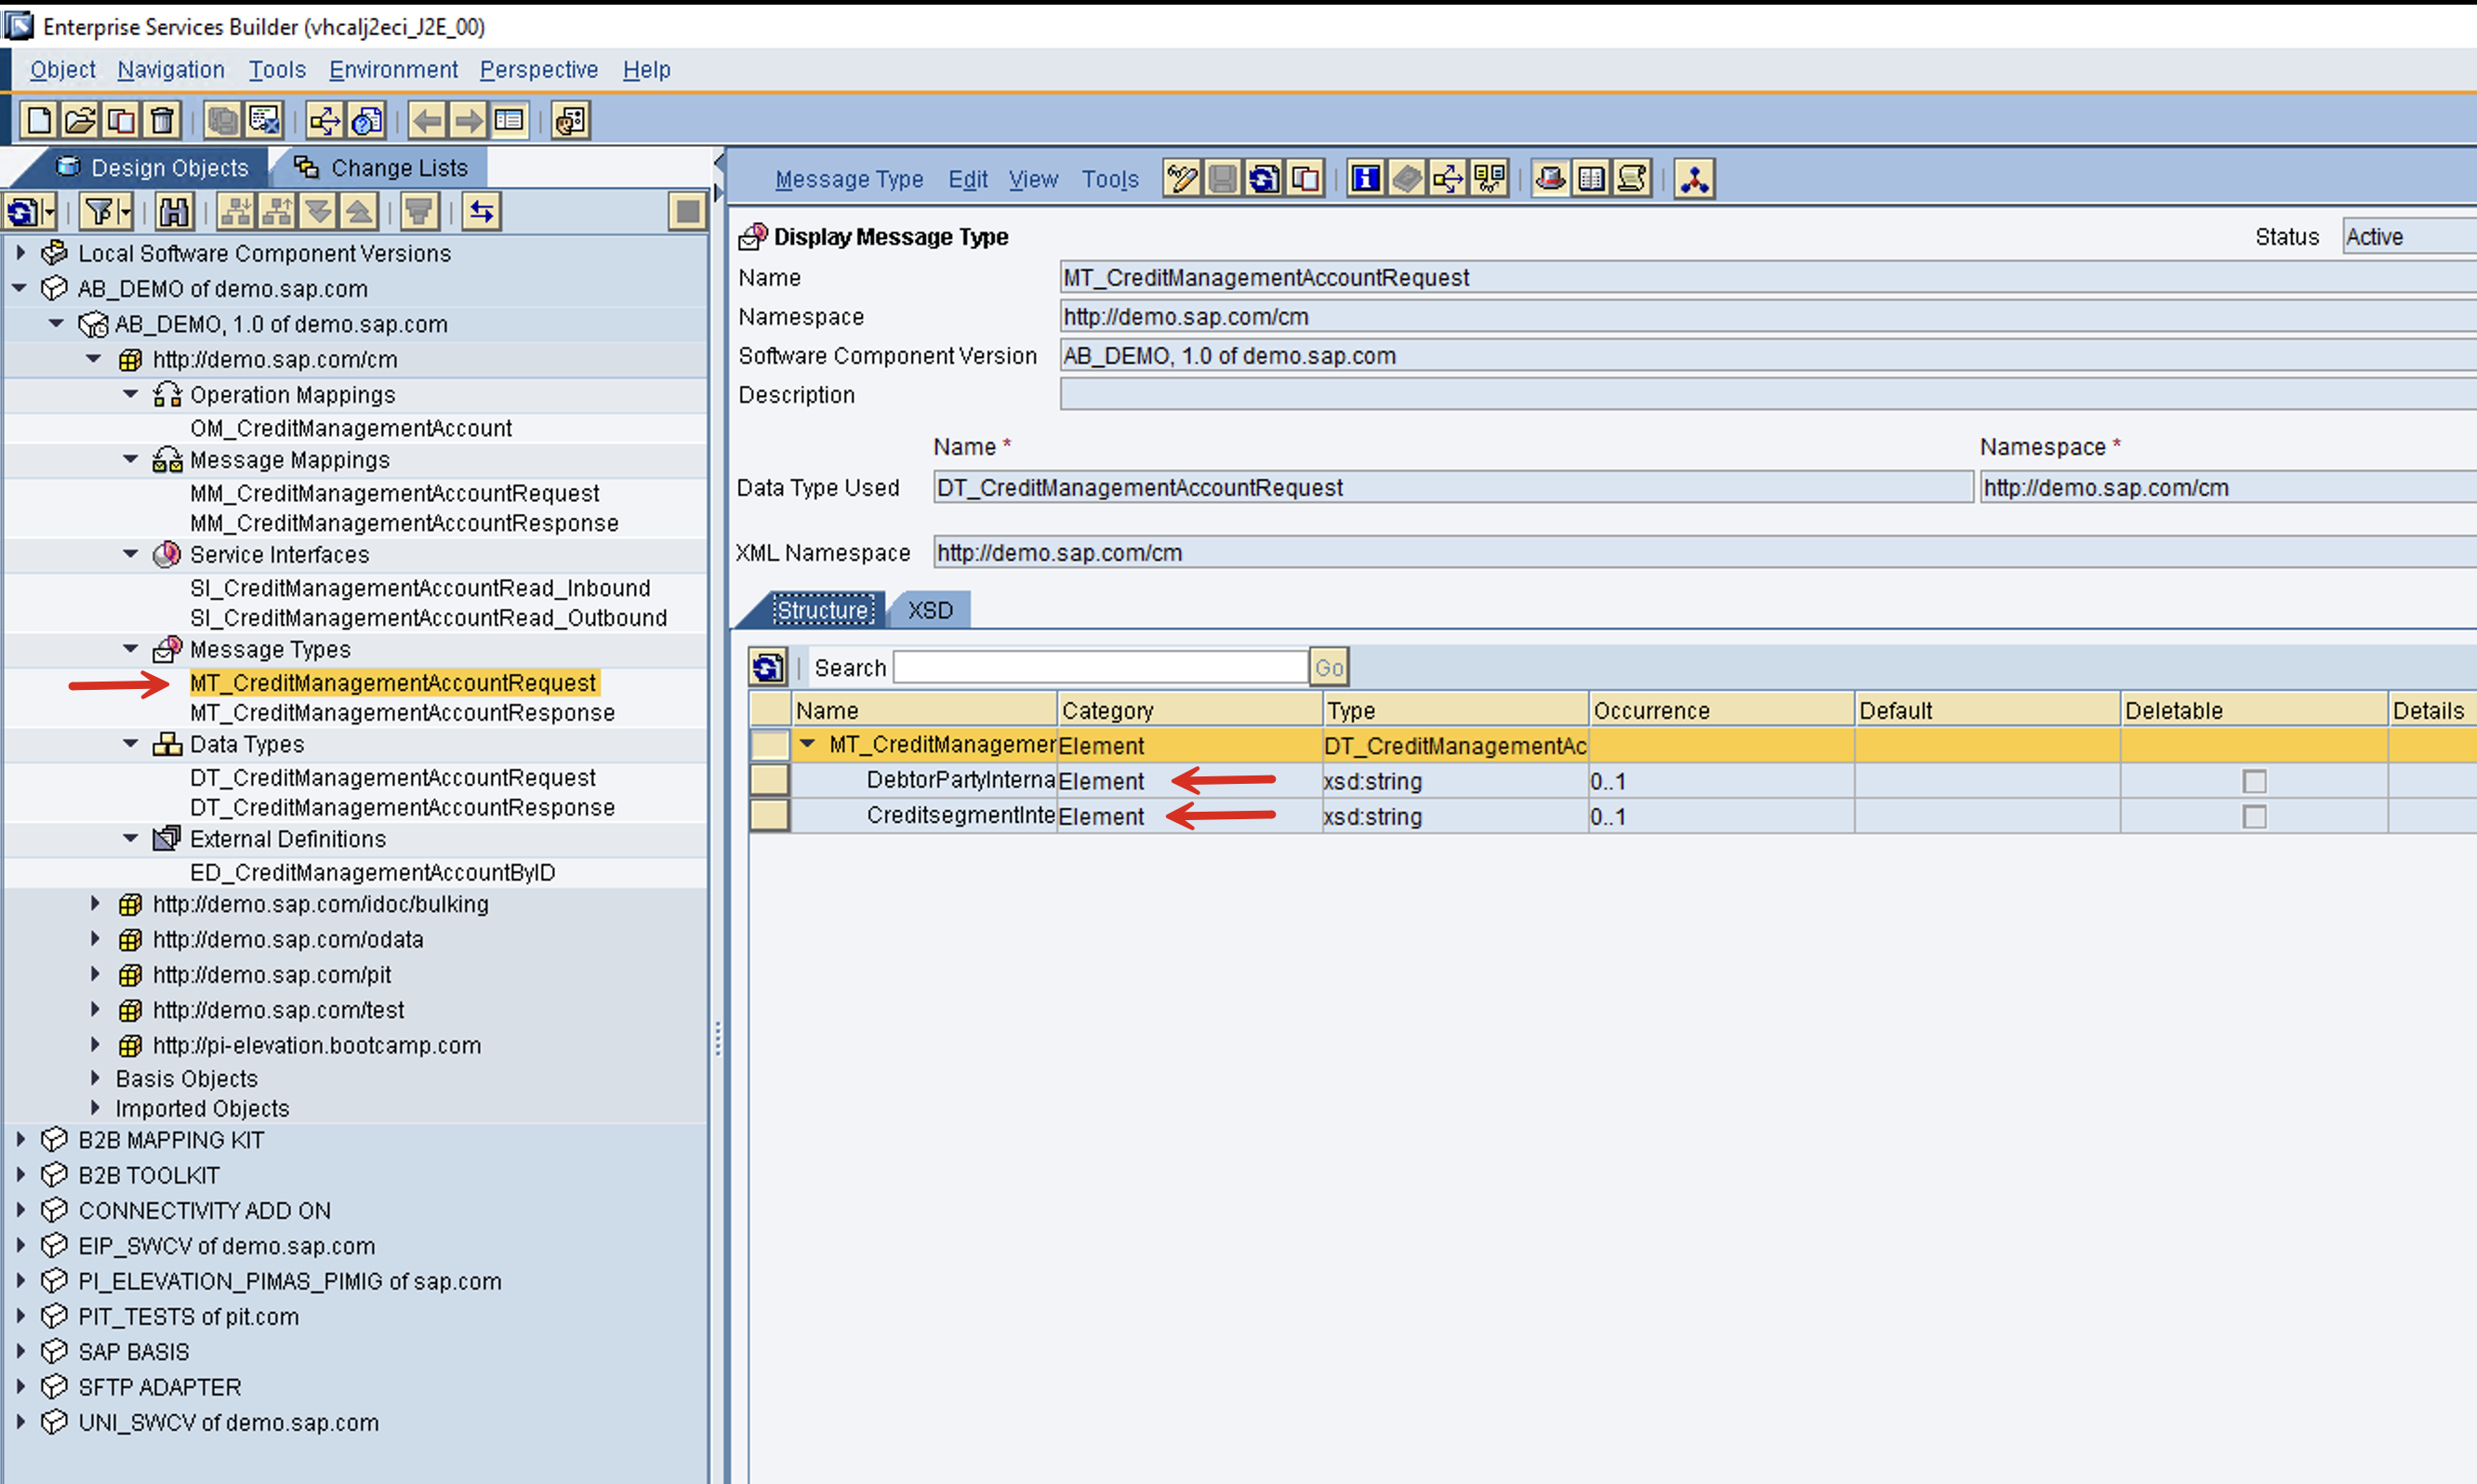 Enterprise Services Builder (vhcalj2eci_J2E_00)
Object Navigation Tools Environment Perspective Help
Design Objects Change Lists
Local Software Component Versions
AB_DEMO of demo.sap.com
AB_DEMO, 1.0 of demo.sap.com
http://demo.sap.com/cm
Operation Mappings
OM_CreditManagementAccount
Message Mappings
MM_CreditManagementAccountRequest
MM_CreditManagementAccountResponse
Service Interfaces
SI_CreditManagementAccountRead_Inbound
SI_CreditManagementAccountRead_Outbound
Message Types
MT_CreditManagementAccountRequest
MT_CreditManagementAccountResponse
Data Types
DT_CreditManagementAccountRequest
DT_CreditManagementAccountResponse
External Definitions
ED_CreditManagementAccountByID
http://demo.sap.com/idoc/bulking
http://demo.sap.com/odata
http://demo.sap.com/pit
http://demo.sap.com/test
http://pi-elevation.bootcamp.com
Basis Objects
Imported Objects
B2B MAPPING KIT
B2B TOOLKIT
CONNECTIVITY ADD ON
EIP_SWCV of demo.sap.com
PI_ELEVATION_PIMAS_PIMIG of sap.com
PIT_TESTS of pit.com
SAP BASIS
SFTP ADAPTER
UNI_SWCV of demo.sap.com
Message Type Edit View Tools
Display Message Type
Status Active
Name MT_CreditManagementAccountRequest
Namespace http://demo.sap.com/cm
Software Component Version AB_DEMO, 1.0 of demo.sap.com
Description
Name * Namespace *
Data Type Used DT_CreditManagementAccountRequest http://demo.sap.com/cm
XML Namespace http://demo.sap.com/cm
Structure XSD
Search Go
Name Category Type Occurrence Default Deletable Details
MT_CreditManagemer Element DT_CreditManagementAc
DebtorPartyInterna Element xsd:string 0..1
CreditsegmentInte Element xsd:string 0..1